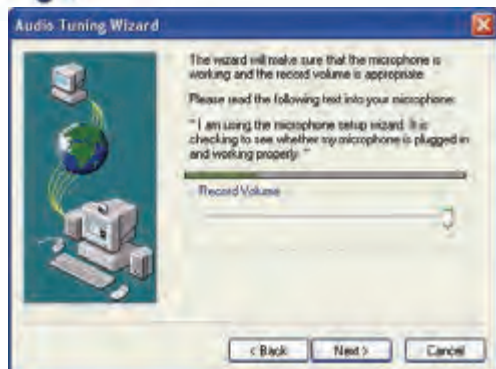 Audio Tuning Wizard
The wizard will make sure that the microphone is
working and the record volume is appropriate.
Please read the following text into your microphone:
"I am using the microphone setup wizard. It is
checking to see whether my microphone is plugged in
and working properly."
Record Volume
< Back
Next >
Cancel